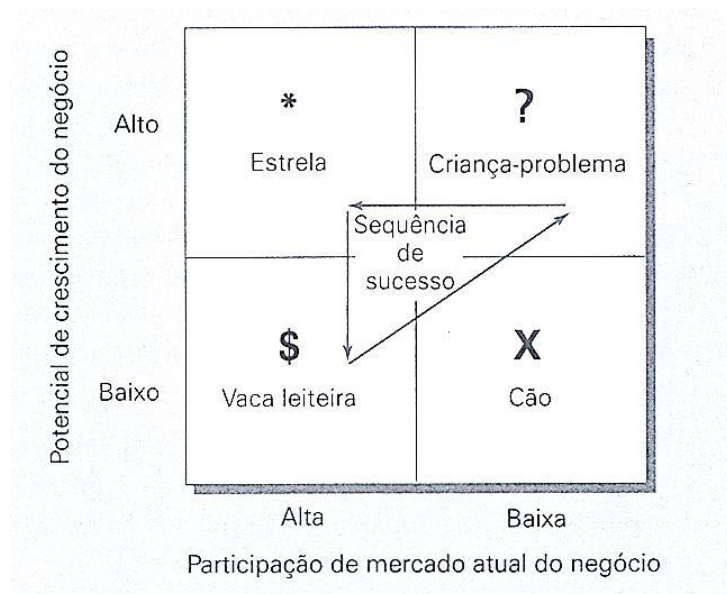 Potencial de crescimento do negócio
Alto
Baixo
*
Estrela
?
Criança-problema
Sequência
de
sucesso
$
Vaca leiteira
X
Cão
Alta
Baixa
Participação de mercado atual do negócio